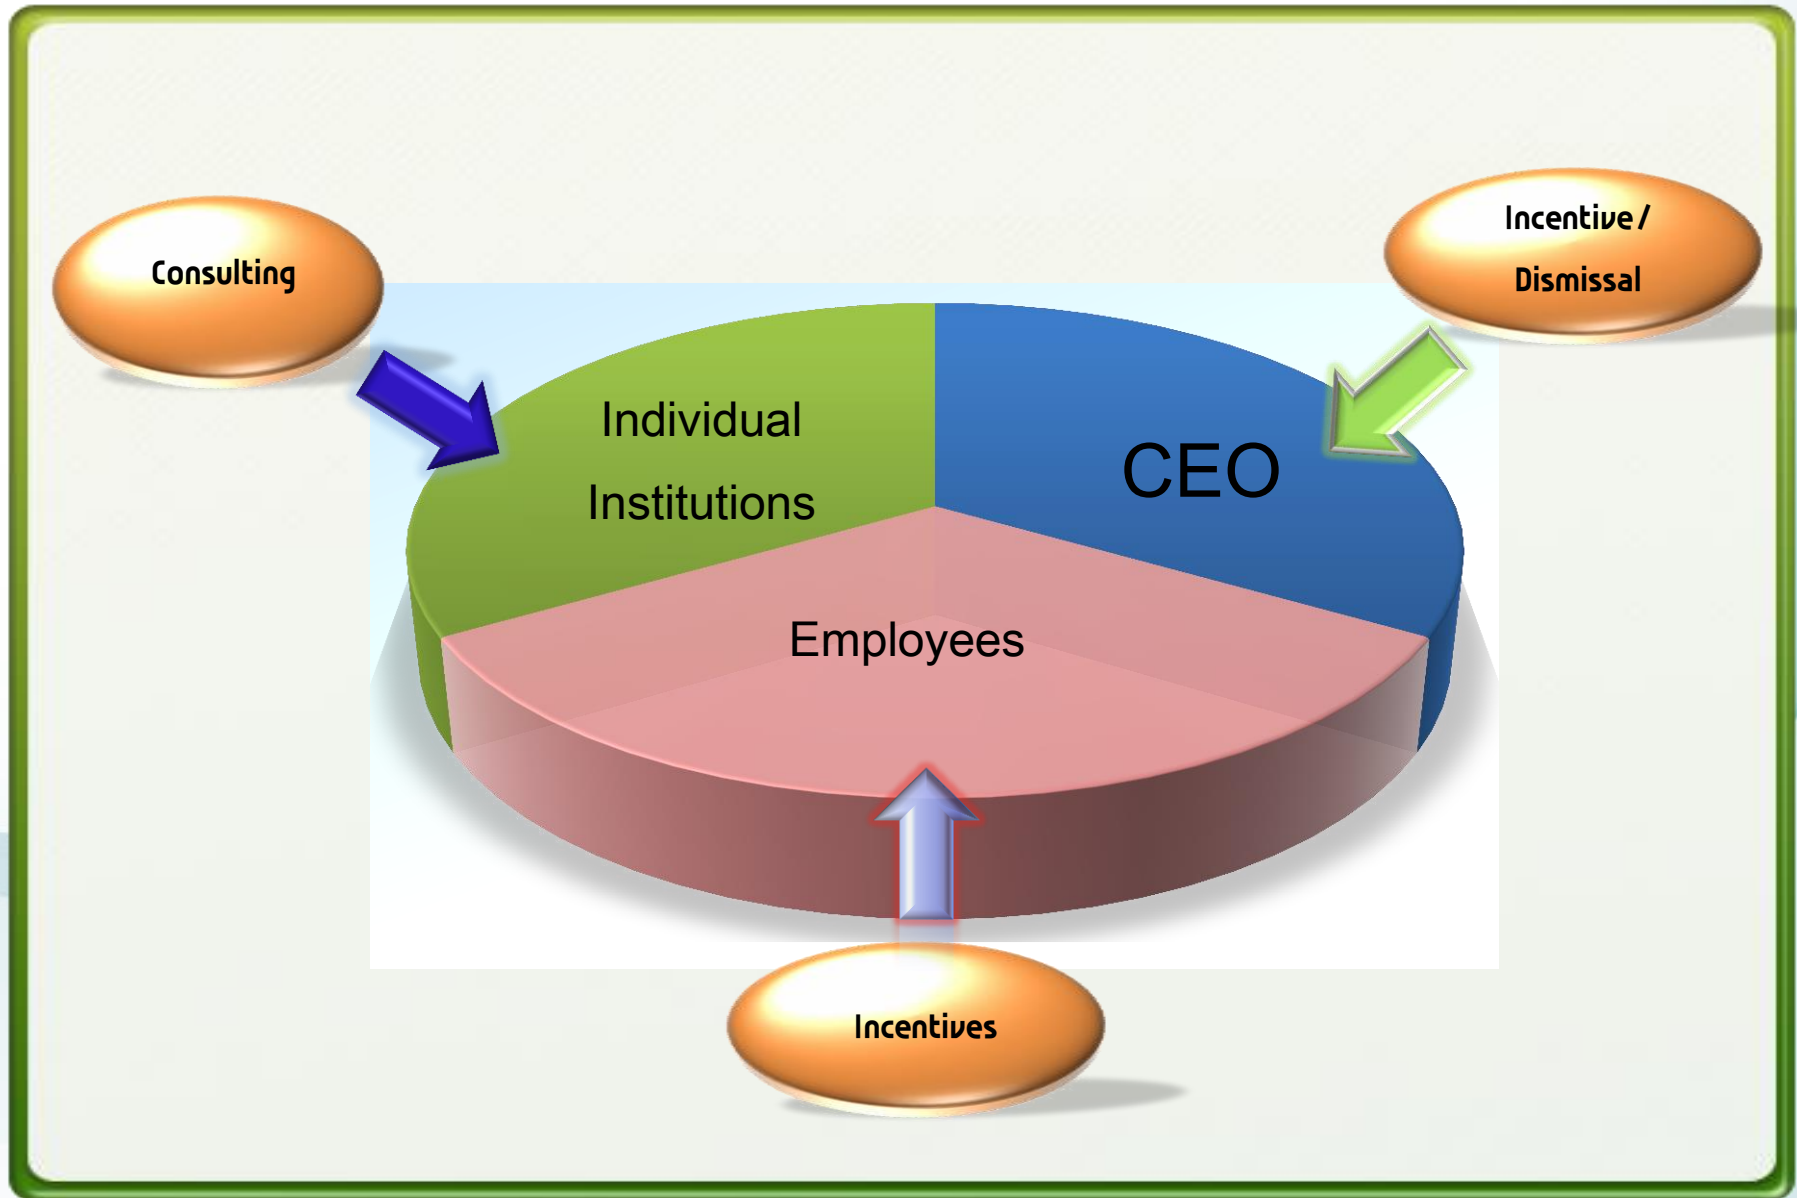 Consulting
Incentive/
Dismissal
Individual
Institutions
CEO
Employees
Incentives